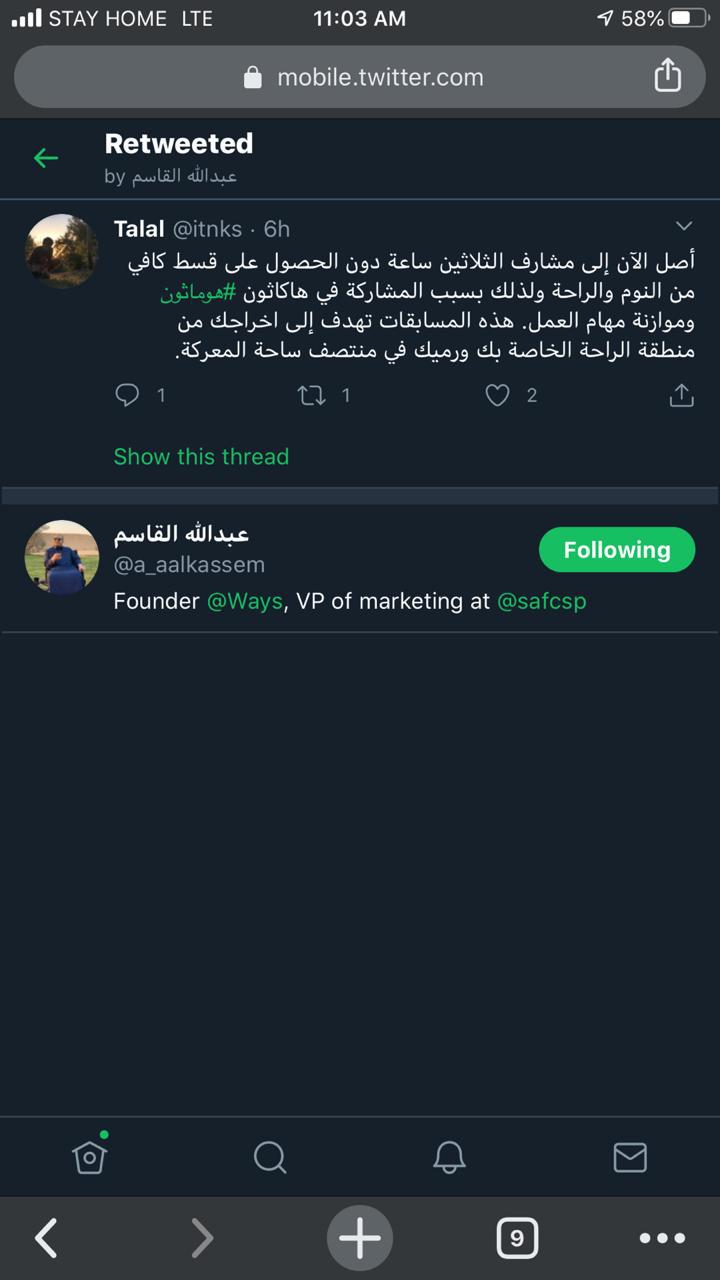 STAY HOME LTE 11:03 AM 58%
mobile.twitter.com
Retweeted
by عبدالله القاسم
Talal @itnks · 6h
أصل الآن إلى مشارف الثلاثين ساعة دون الحصول على قسط كافي
من النوم والراحة ولذلك بسبب المشاركة في هاكاثون #هوماثون
وموازنة مهام العمل. هذه المسابقات تهدف إلى اخراجك من
منطقة الراحة الخاصة بك ورميك في منتصف ساحة المعركة.
1 1 2
Show this thread
عبدالله القاسم
@a_aalkassem
Following
Founder @Ways, VP of marketing at @safcsp
9